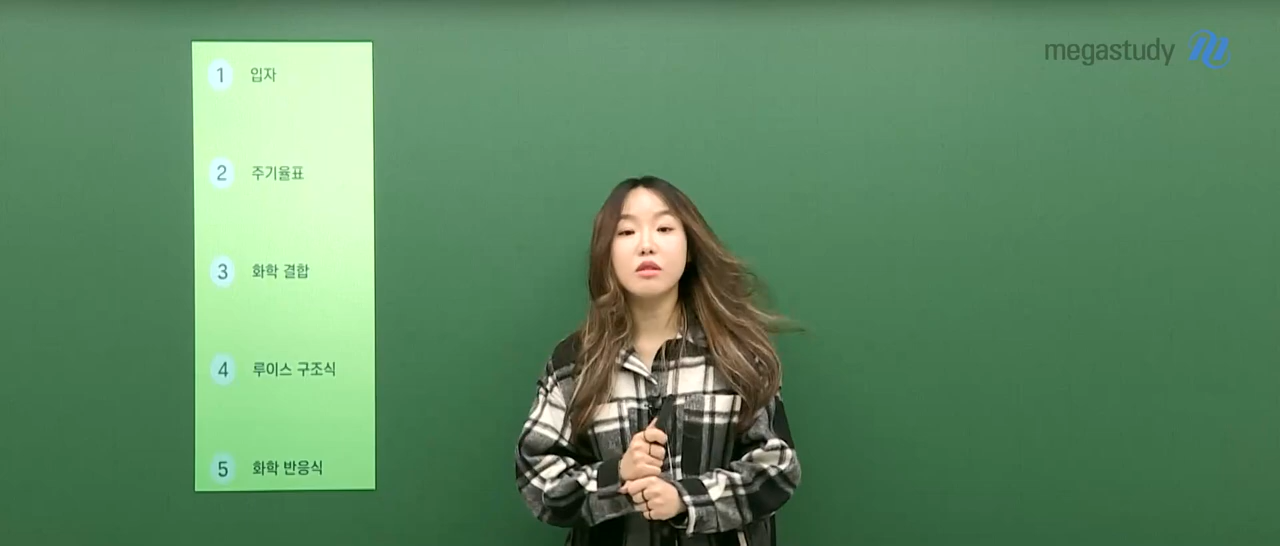 1 입자
2 주기율표
3 화학 결합
4 루이스 구조식
5 화학 반응식
megastudy